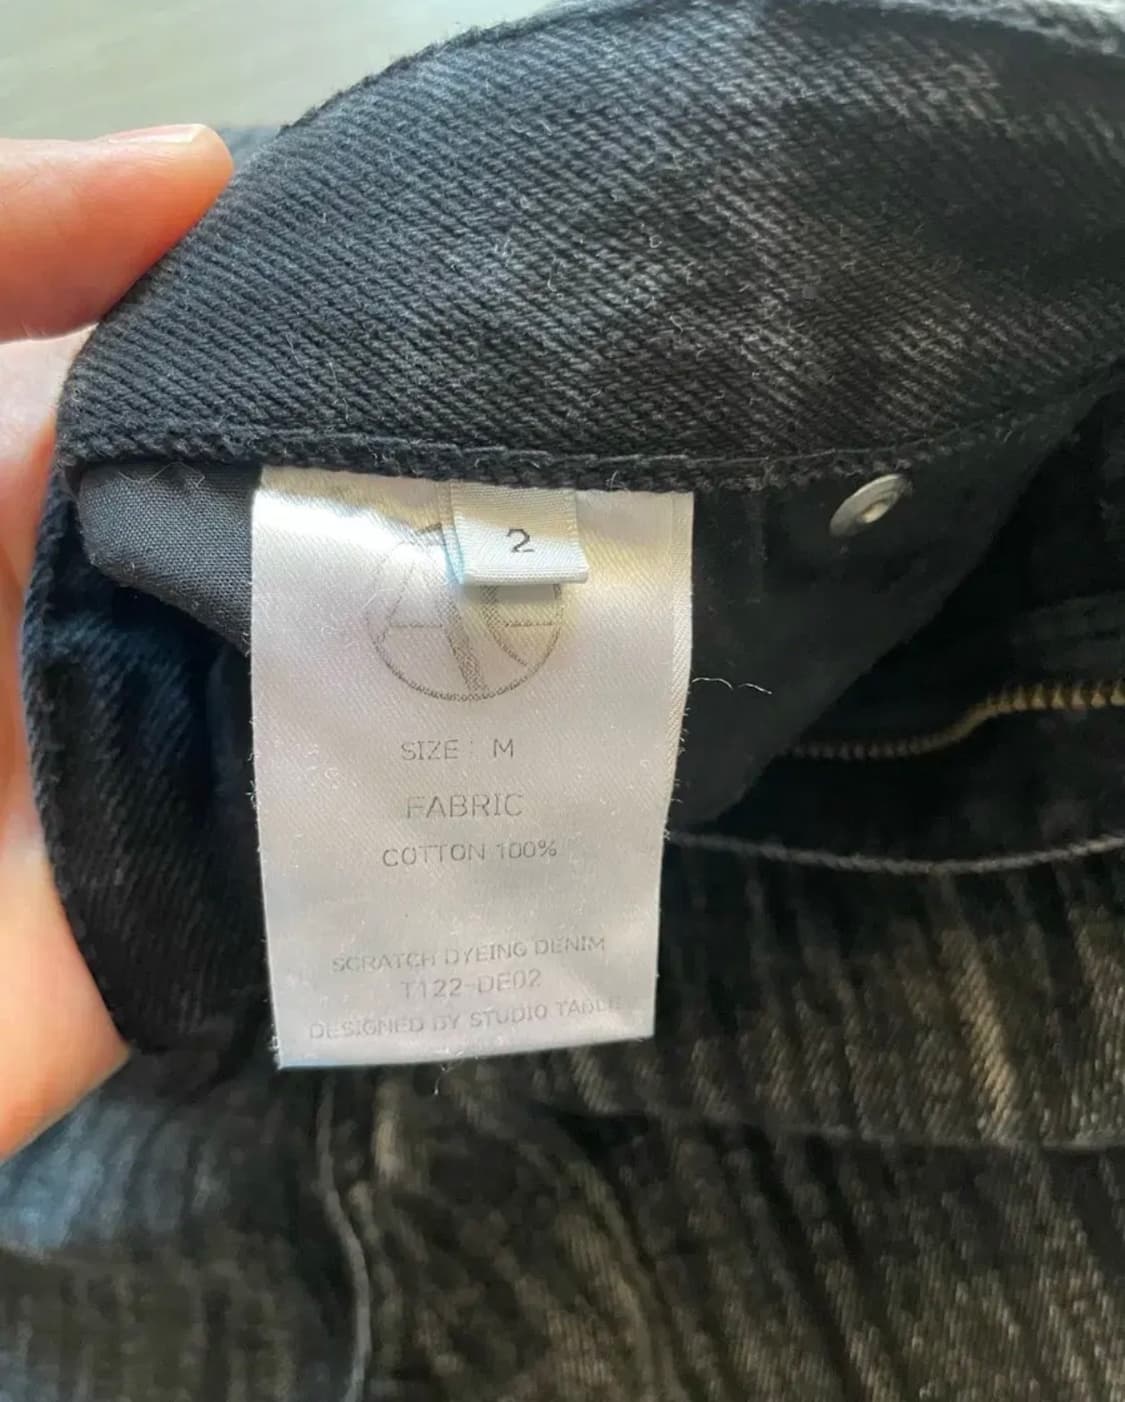 2
SIZE : M
FABRIC
COTTON 100%
SCRATCH DYEING DENIM
T122-DE02
DESIGNED BY STUDIO TABLE